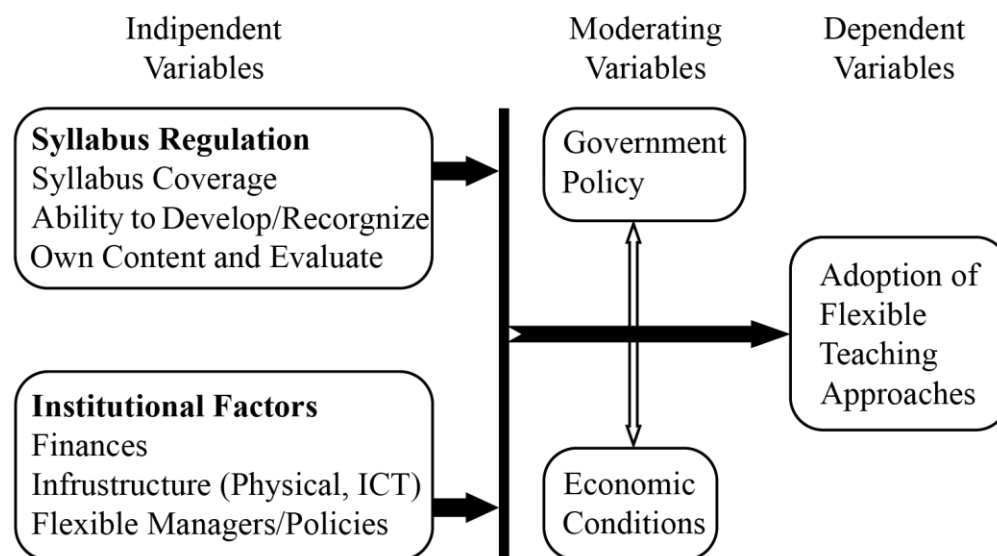 Indipendent
Variables
Moderating
Variables
Dependent
Variables
Syllabus Regulation
Syllabus Coverage
Ability to Develop/Recorgnize
Own Content and Evaluate
Institutional Factors
Finances
Infrustructure (Physical, ICT)
Flexible Managers/Policies
Government
Policy
Economic
Conditions
Adoption of
Flexible
Teaching
Approaches